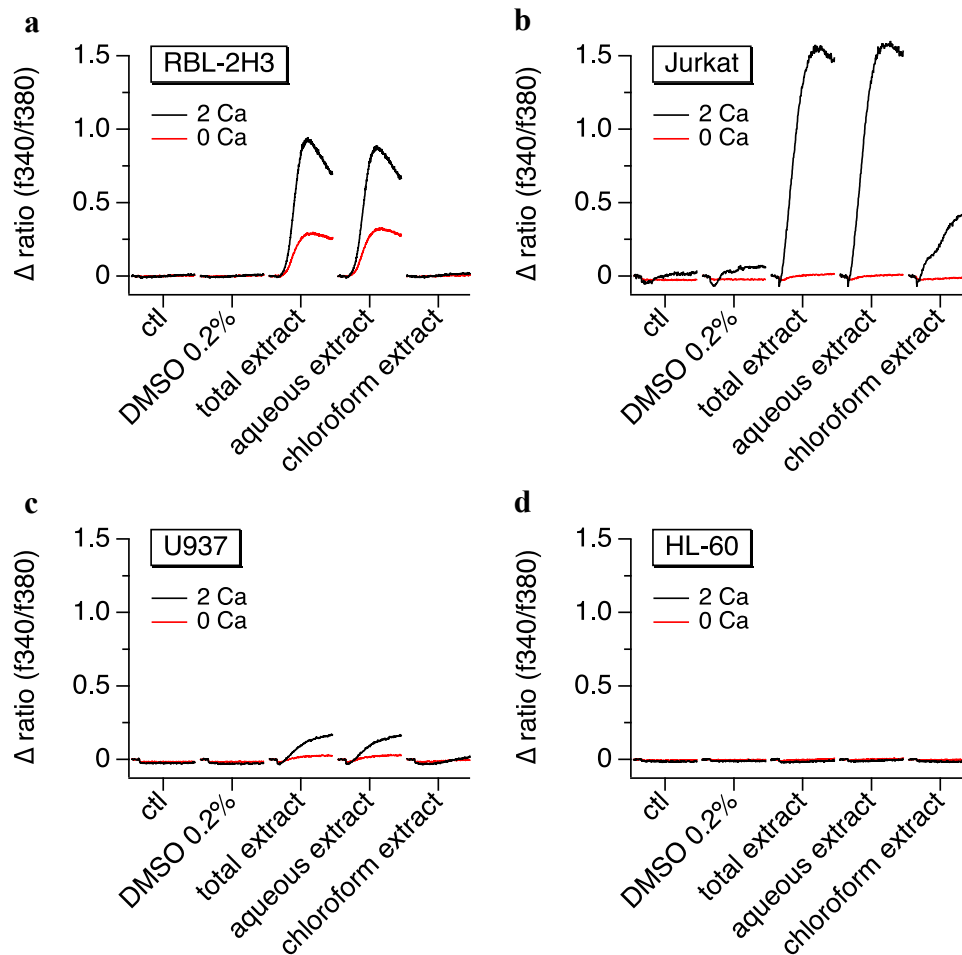 a
RBL-2H3
2 Ca
0 Ca
Δ ratio (f340/f380)
1.5
1.0
0.5
0
ctl
DMSO 0.2%
total extract
aqueous extract
chloroform extract
b
Jurkat
2 Ca
0 Ca
Δ ratio (f340/f380)
1.5
1.0
0.5
0
ctl
DMSO 0.2%
total extract
aqueous extract
chloroform extract
c
U937
2 Ca
0 Ca
Δ ratio (f340/f380)
1.5
1.0
0.5
0
ctl
DMSO 0.2%
total extract
aqueous extract
chloroform extract
d
HL-60
2 Ca
0 Ca
Δ ratio (f340/f380)
1.5
1.0
0.5
0
ctl
DMSO 0.2%
total extract
aqueous extract
chloroform extract